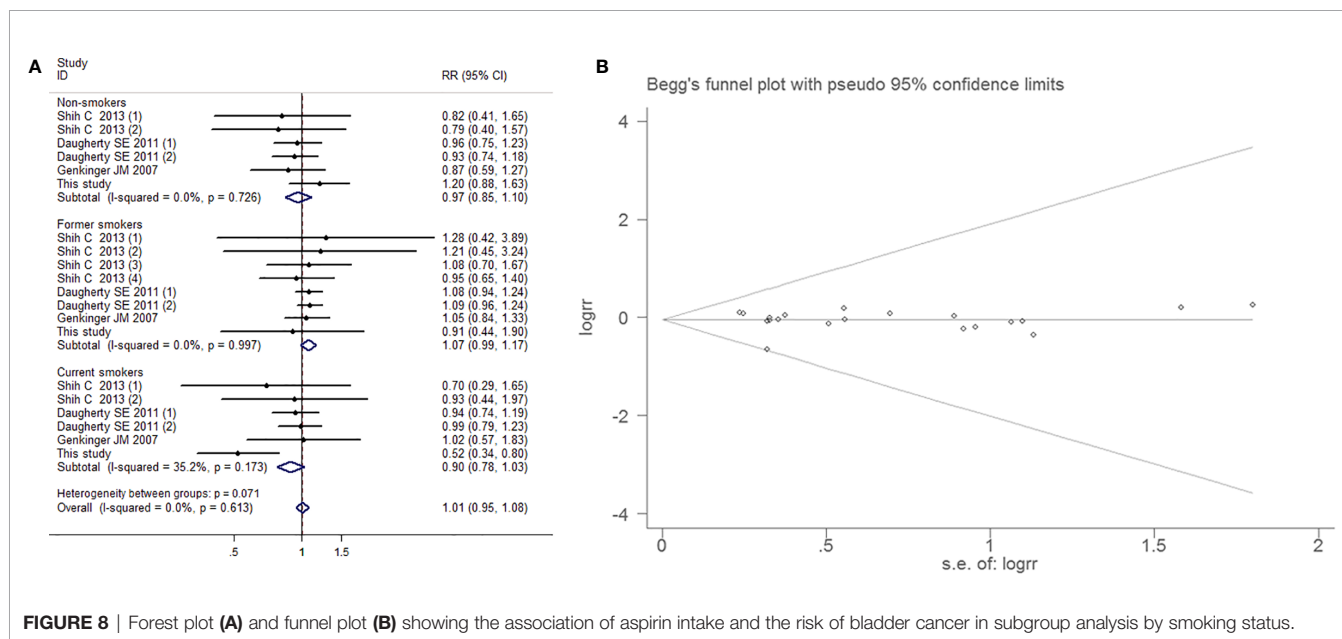 A
Study
ID RR (95% CI)
Non-smokers
Shih C 2013 (1) 0.82 (0.41, 1.65)
Shih C 2013 (2) 0.79 (0.40, 1.57)
Daugherty SE 2011 (1) 0.96 (0.75, 1.23)
Daugherty SE 2011 (2) 0.93 (0.74, 1.18)
Genkinger JM 2007 0.87 (0.59, 1.27)
This study 1.20 (0.88, 1.63)
Subtotal (I-squared = 0.0%, p = 0.726) 0.97 (0.85, 1.10)
Former smokers
Shih C 2013 (1) 1.28 (0.42, 3.89)
Shih C 2013 (2) 1.21 (0.45, 3.24)
Shih C 2013 (3) 1.08 (0.70, 1.67)
Shih C 2013 (4) 0.95 (0.65, 1.40)
Daugherty SE 2011 (1) 1.08 (0.94, 1.24)
Daugherty SE 2011 (2) 1.09 (0.96, 1.24)
Genkinger JM 2007 1.05 (0.84, 1.33)
This study 0.91 (0.44, 1.90)
Subtotal (I-squared = 0.0%, p = 0.997) 1.07 (0.99, 1.17)
Current smokers
Shih C 2013 (1) 0.70 (0.29, 1.65)
Shih C 2013 (2) 0.93 (0.44, 1.97)
Daugherty SE 2011 (1) 0.94 (0.74, 1.19)
Daugherty SE 2011 (2) 0.99 (0.79, 1.23)
Genkinger JM 2007 1.02 (0.57, 1.83)
This study 0.52 (0.34, 0.80)
Subtotal (I-squared = 35.2%, p = 0.173) 0.90 (0.78, 1.03)
Heterogeneity between groups: p = 0.071
Overall (I-squared = 0.0%, p = 0.613) 1.01 (0.95, 1.08)
.5 1 1.5
B
Begg's funnel plot with pseudo 95% confidence limits
4
2
0
-2
-4
logrr
0 .5 1 1.5 2
s.e. of: logrr
FIGURE 8 | Forest plot (A) and funnel plot (B) showing the association of aspirin intake and the risk of bladder cancer in subgroup analysis by smoking status.